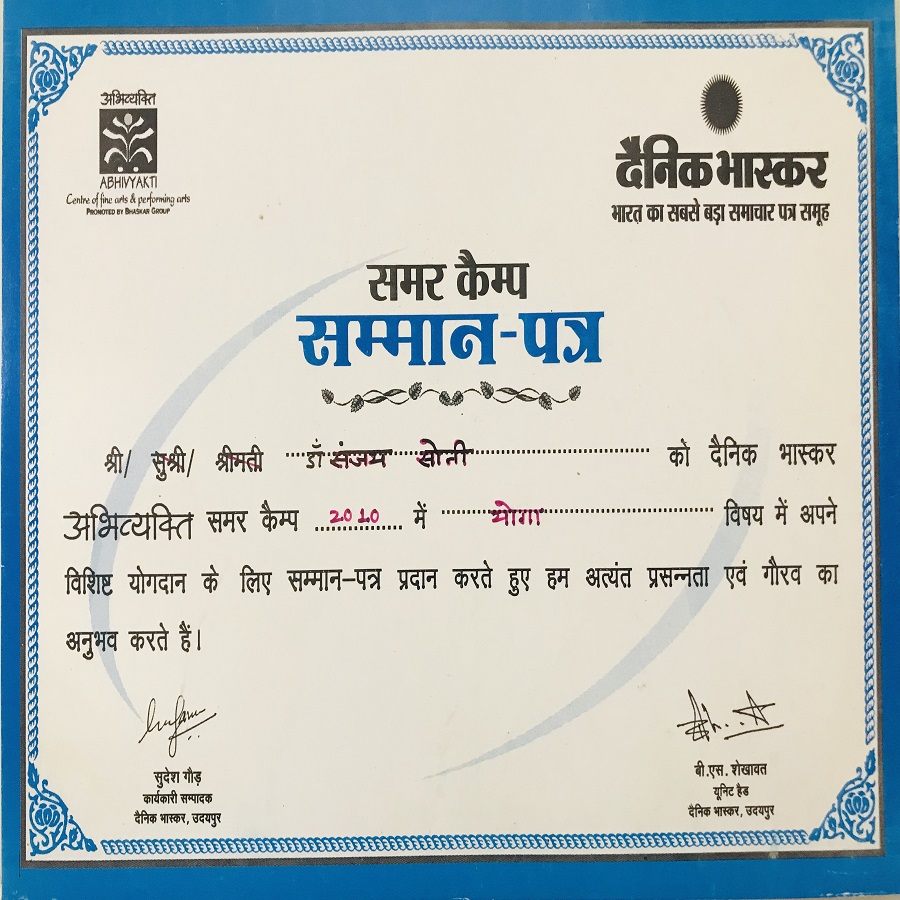 अभिव्यक्ति
ABHIVYAKTI
Centre of fine arts & performing arts
PROMOTED BY BHASKAR GROUP
दैनिक भास्कर
भारत का सबसे बड़ा समाचार पत्र समूह
समर कैम्प
सम्मान-पत्र
श्री/ सुश्री/ श्रीमती डाँ संजय सोनी को दैनिक भास्कर
अभिव्यक्ति समर कैम्प 2010 में योगा विषय में अपने
विशिष्ट योगदान के लिए सम्मान-पत्र प्रदान करते हुए हम अत्यंत प्रसन्नता एवं गौरव का
अनुभव करते हैं।
सुदेश गौड़
कार्यकारी सम्पादक
दैनिक भास्कर, उदयपुर
बी.एस. शेखावत
यूनिट हैड
दैनिक भास्कर, उदयपुर